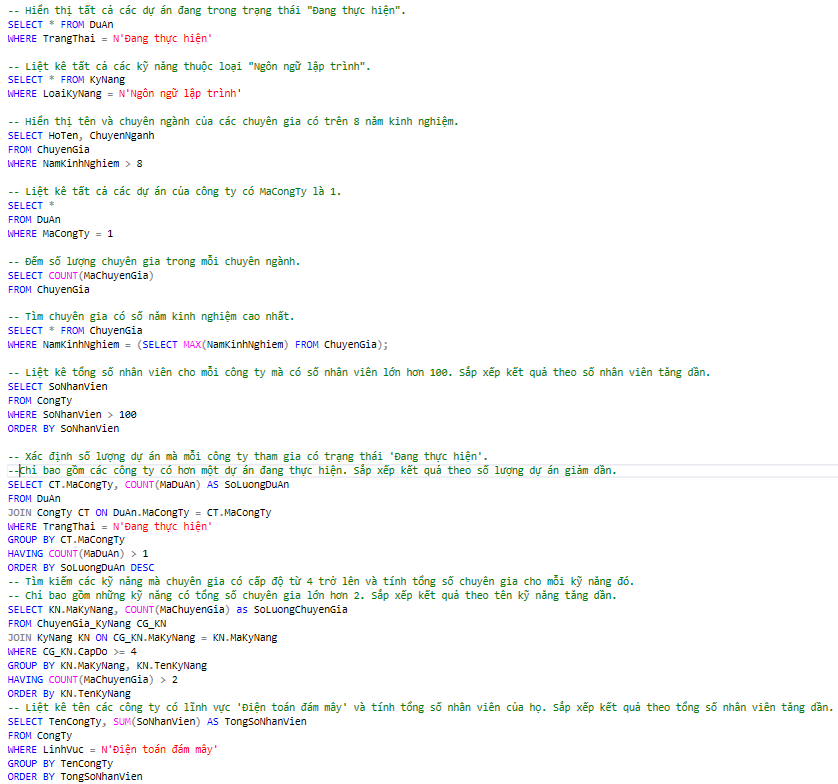 -- Hiển thị tất cả các dự án đang trong trạng thái "Đang thực hiện".
SELECT * FROM DuAn
WHERE TrangThai = N'Đang thực hiện'
-- Liệt kê tất cả các kỹ năng thuộc loại "Ngôn ngữ lập trình".
SELECT * FROM KyNang
WHERE LoaiKyNang = N'Ngôn ngữ lập trình'
-- Hiển thị tên và chuyên ngành của các chuyên gia có trên 8 năm kinh nghiệm.
SELECT HoTen, ChuyenNganh
FROM ChuyenGia
WHERE NamKinhNghiem > 8
-- Liệt kê tất cả các dự án của công ty có MaCongTy là 1.
SELECT *
FROM DuAn
WHERE MaCongTy = 1
-- Đếm số lượng chuyên gia trong mỗi chuyên ngành.
SELECT COUNT(MaChuyenGia)
FROM ChuyenGia
-- Tìm chuyên gia có số năm kinh nghiệm cao nhất.
SELECT * FROM ChuyenGia
WHERE NamKinhNghiem = (SELECT MAX(NamKinhNghiem) FROM ChuyenGia);
-- Liệt kê tổng số nhân viên cho mỗi công ty mà có số nhân viên lớn hơn 100. Sắp xếp kết quả theo số nhân viên tăng dần.
SELECT SoNhanVien
FROM CongTy
WHERE SoNhanVien > 100
ORDER BY SoNhanVien
-- Xác định số lượng dự án mà mỗi công ty tham gia có trạng thái 'Đang thực hiện'.
--Chỉ bao gồm các công ty có hơn một dự án đang thực hiện. Sắp xếp kết quả theo số lượng dự án giảm dần.
SELECT CT.MaCongTy, COUNT(MaDuAn) AS SoLuongDuAn
FROM DuAn
JOIN CongTy CT ON DuAn.MaCongTy = CT.MaCongTy
WHERE TrangThai = N'Đang thực hiện'
GROUP BY CT.MaCongTy
HAVING COUNT(MaDuAn) > 1
ORDER BY SoLuongDuAn DESC
-- Tìm kiếm các kỹ năng mà chuyên gia có cấp độ từ 4 trở lên và tính tổng số chuyên gia cho mỗi kỹ năng đó.
-- Chỉ bao gồm những kỹ năng có tổng số chuyên gia lớn hơn 2. Sắp xếp kết quả theo tên kỹ năng tăng dần.
SELECT KN.MaKyNang, COUNT(MaChuyenGia) as SoLuongChuyenGia
FROM ChuyenGia_KyNang CG_KN
JOIN KyNang KN ON CG_KN.MaKyNang = KN.MaKyNang
WHERE CG_KN.CapDo >= 4
GROUP BY KN.MaKyNang, KN.TenKyNang
HAVING COUNT(MaChuyenGia) > 2
ORDER By KN.TenKyNang
-- Liệt kê tên các công ty có lĩnh vực 'Điện toán đám mây' và tính tổng số nhân viên của họ. Sắp xếp kết quả theo tổng số nhân viên tăng dần.
SELECT TenCongTy, SUM(SoNhanVien) AS TongSoNhanVien
FROM CongTy
WHERE LinhVuc = N'Điện toán đám mây'
GROUP BY TenCongTy
ORDER BY TongSoNhanVien